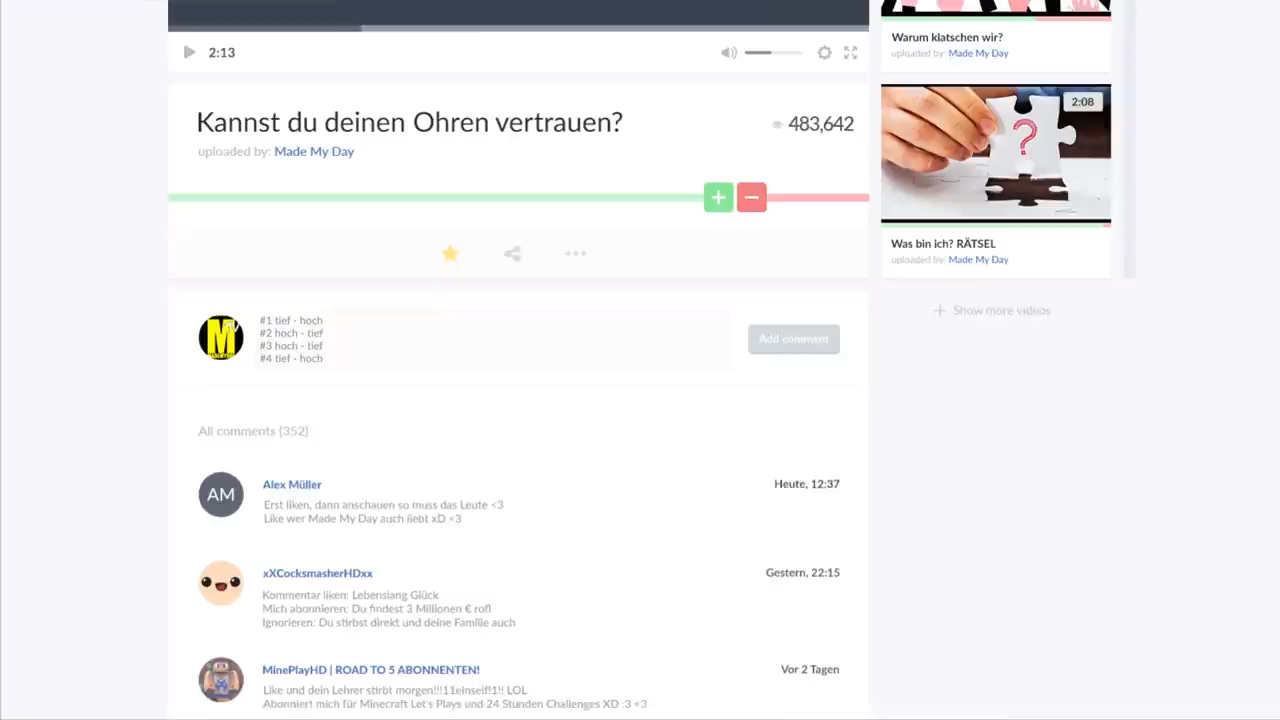 2:13
Kannst du deinen Ohren vertrauen?
483,642
uploaded by: Made My Day
#1 tief - hoch
#2 hoch - tief
#3 hoch - tief
#4 tief - hoch
Add comment
All comments (352)
AM
Alex Müller
Heute, 12:37
Erst liken, dann anschauen so muss das Leute <3
Like wer Made My Day auch liebt xD <3
xXCocksmasherHDxx
Gestern, 22:15
Kommentar liken: Lebenslang Glück
Mich abonnieren: Du findest 3 Millionen € rofl
Ignorieren: Du stirbst direkt und deine Familie auch
MinePlayHD | ROAD TO 5 ABONNENTEN!
Vor 2 Tagen
Like und dein Lehrer stirbt morgen!!!11einself!1!! LOL
Abonniert mich für Minecraft Let's Plays und 24 Stunden Challenges XD :3 <3
Warum klatschen wir?
uploaded by: Made My Day
2:08
?
Was bin ich? RÄTSEL
uploaded by: Made My Day
+ Show more videos